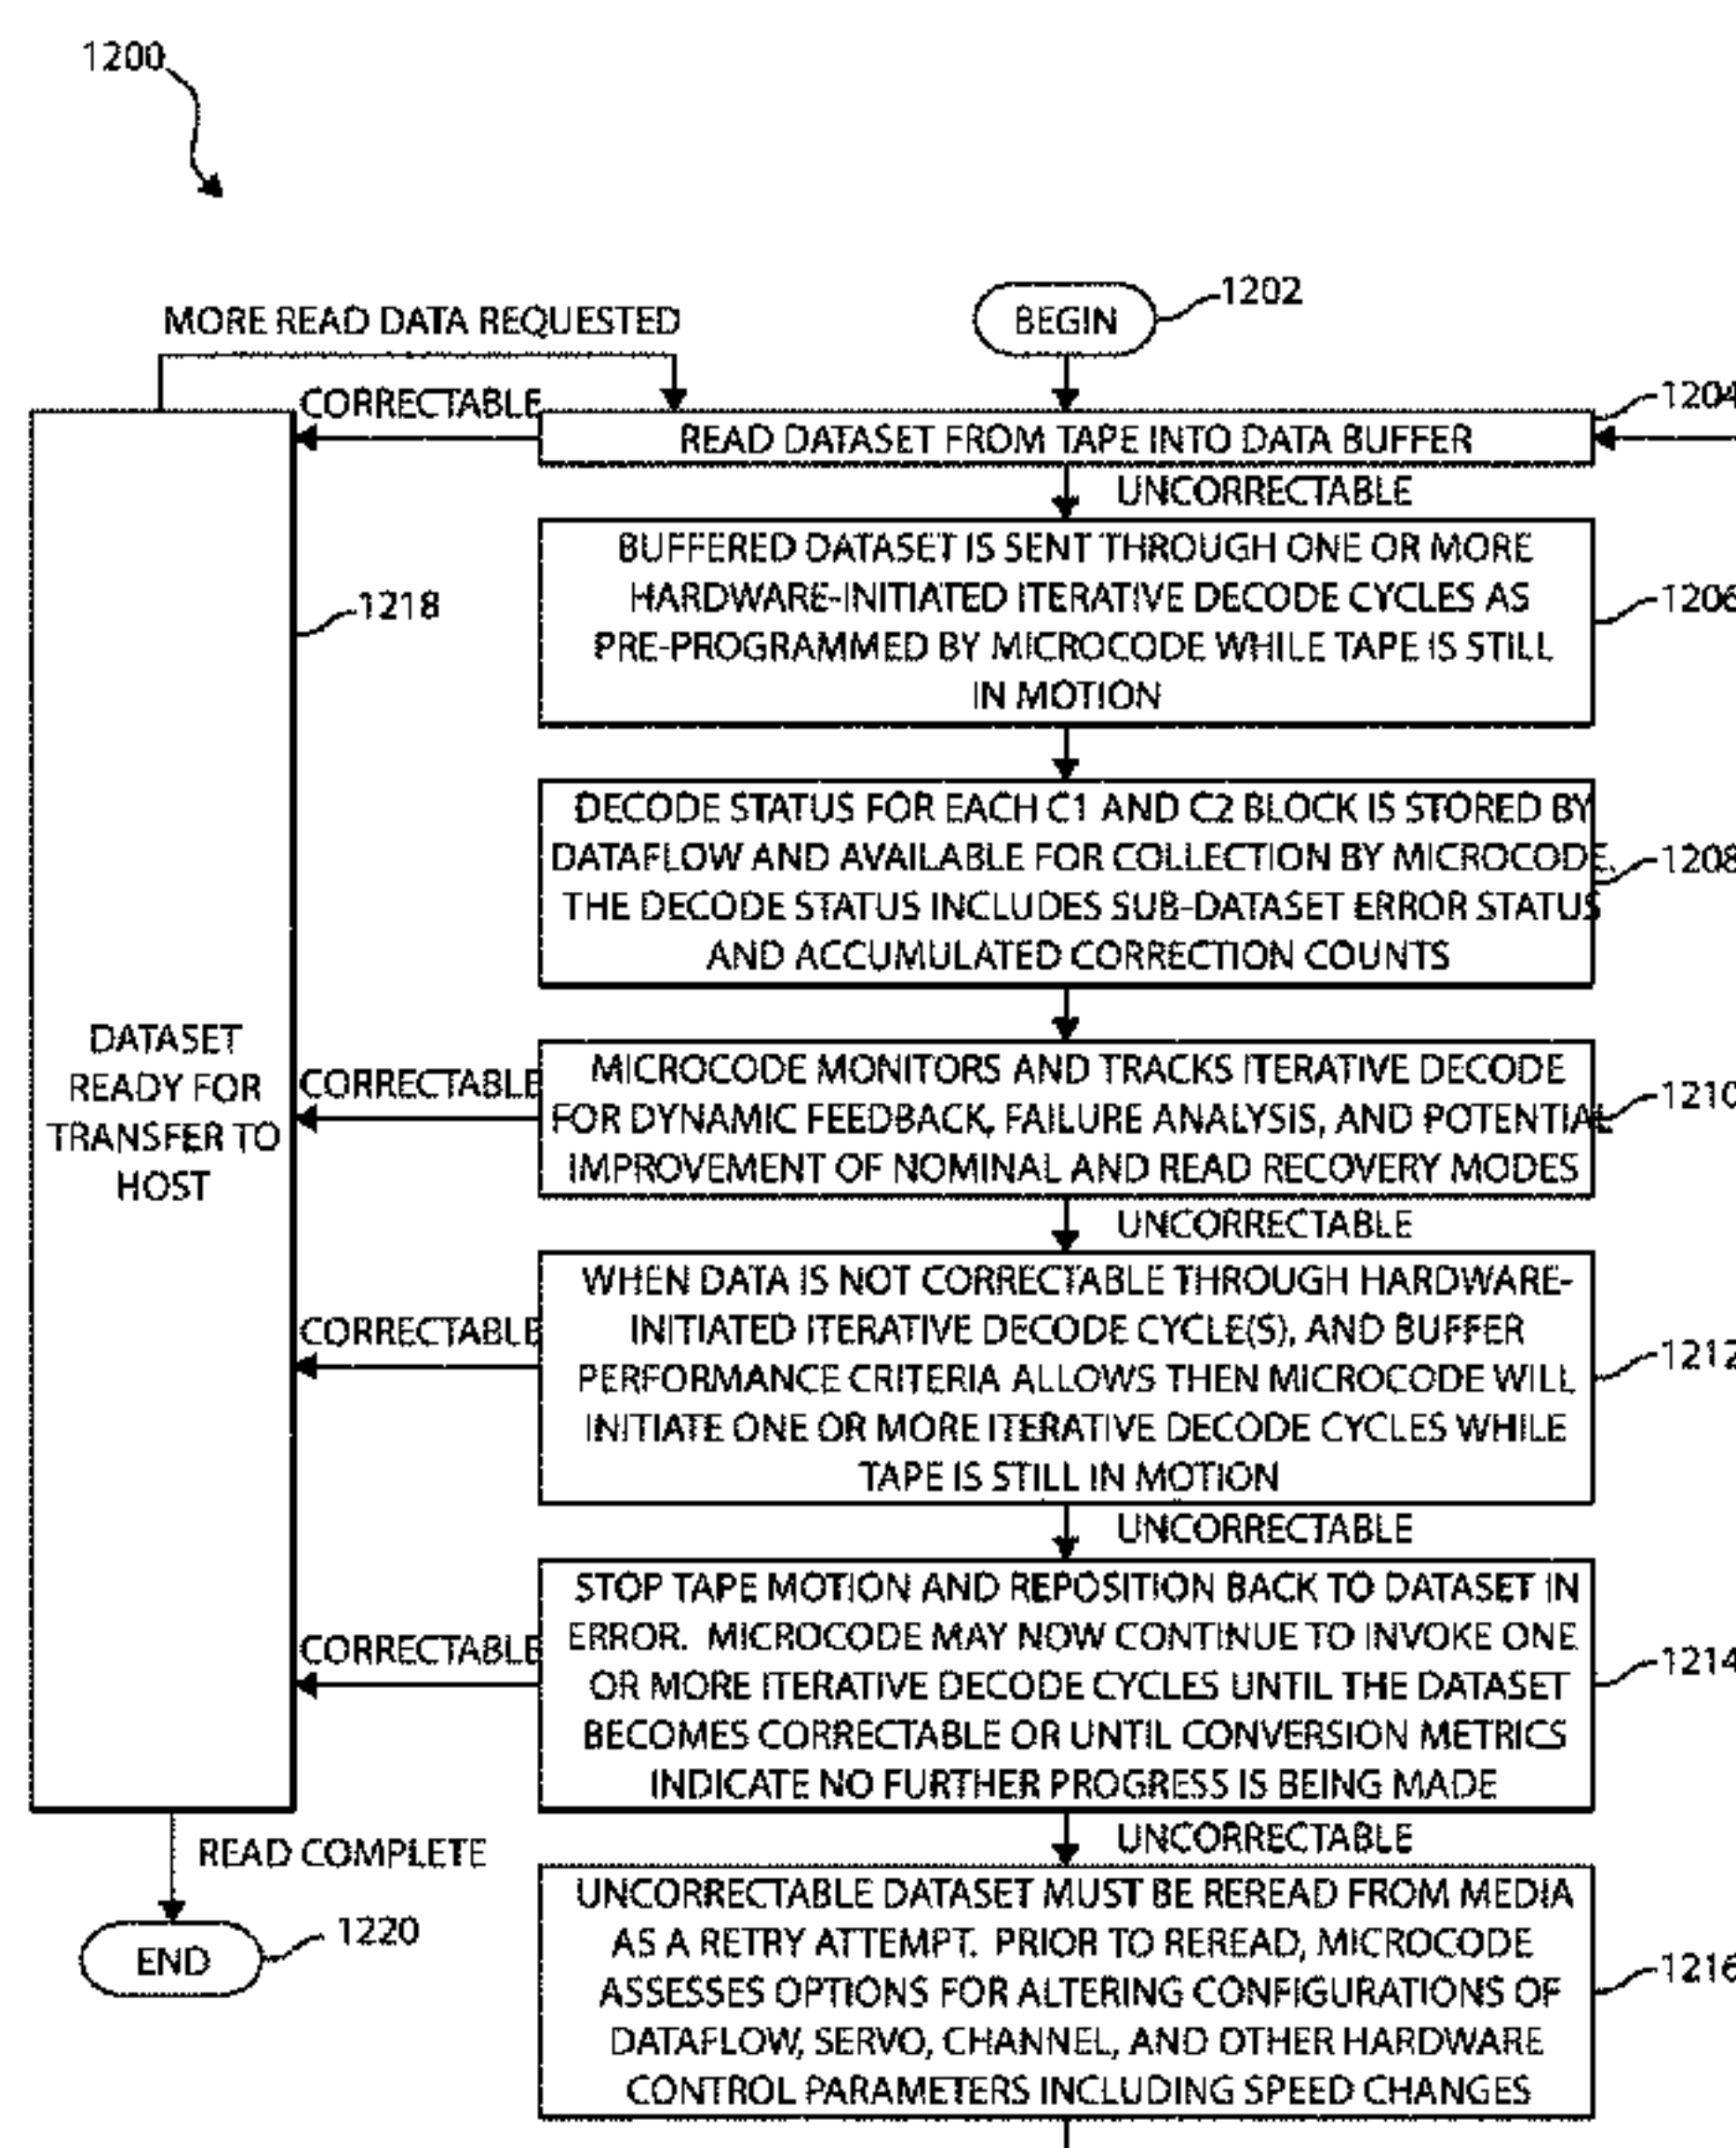 1200
MORE READ DATA REQUESTED
BEGIN
1202
CORRECTABLE
READ DATASET FROM TAPE INTO DATA BUFFER
1204
UNCORRECTABLE
BUFFERED DATASET IS SENT THROUGH ONE OR MORE
HARDWARE-INITIATED ITERATIVE DECODE CYCLES AS
PRE-PROGRAMMED BY MICROCODE WHILE TAPE IS STILL
IN MOTION
1206
1218
DECODE STATUS FOR EACH C1 AND C2 BLOCK IS STORED BY
DATAFLOW AND AVAILABLE FOR COLLECTION BY MICROCODE.
THE DECODE STATUS INCLUDES SUB-DATASET ERROR STATUS
AND ACCUMULATED CORRECTION COUNTS
1208
DATASET
READY FOR
TRANSFER TO
HOST
CORRECTABLE
MICROCODE MONITORS AND TRACKS ITERATIVE DECODE
FOR DYNAMIC FEEDBACK, FAILURE ANALYSIS, AND POTENTIAL
IMPROVEMENT OF NOMINAL AND READ RECOVERY MODES
1210
UNCORRECTABLE
CORRECTABLE
WHEN DATA IS NOT CORRECTABLE THROUGH HARDWARE-
INITIATED ITERATIVE DECODE CYCLE(S), AND BUFFER
PERFORMANCE CRITERIA ALLOWS THEN MICROCODE WILL
INITIATE ONE OR MORE ITERATIVE DECODE CYCLES WHILE
TAPE IS STILL IN MOTION
1212
UNCORRECTABLE
CORRECTABLE
STOP TAPE MOTION AND REPOSITION BACK TO DATASET IN
ERROR. MICROCODE MAY NOW CONTINUE TO INVOKE ONE
OR MORE ITERATIVE DECODE CYCLES UNTIL THE DATASET
BECOMES CORRECTABLE OR UNTIL CONVERSION METRICS
INDICATE NO FURTHER PROGRESS IS BEING MADE
1214
UNCORRECTABLE
READ COMPLETE
END
1220
UNCORRECTABLE DATASET MUST BE REREAD FROM MEDIA
AS A RETRY ATTEMPT. PRIOR TO REREAD, MICROCODE
ASSESSES OPTIONS FOR ALTERING CONFIGURATIONS OF
DATAFLOW, SERVO, CHANNEL, AND OTHER HARDWARE
CONTROL PARAMETERS INCLUDING SPEED CHANGES
1216